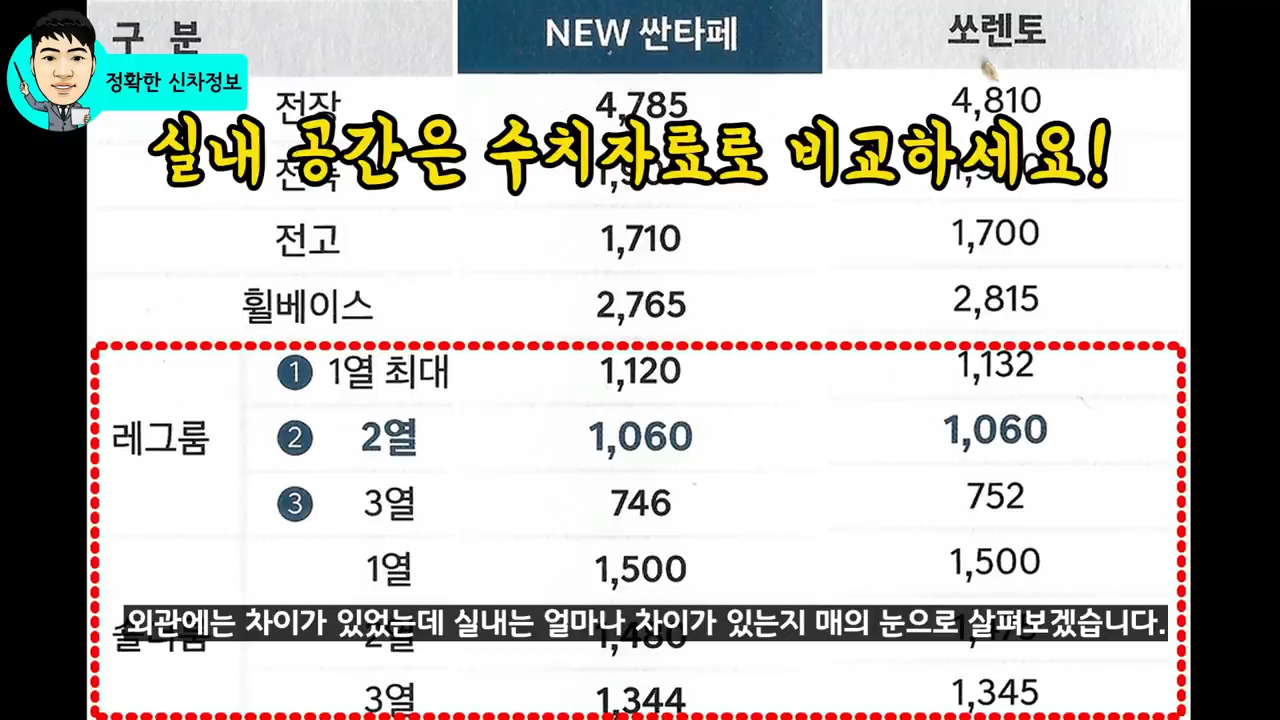 구 분 NEW 싼타페 쏘렌토
정확한 신차정보
전장 4,785 4,810
실내 공간은 수치자료로 비교하세요!
전고 1,710 1,700
휠베이스 2,765 2,815
1 1열 최대 1,120 1,132
레그룸 2 2열 1,060 1,060
3 3열 746 752
1열 1,500 1,500
외관에는 차이가 있었는데 실내는 얼마나 차이가 있는지 매의 눈으로 살펴보겠습니다.
3열 1,344 1,345